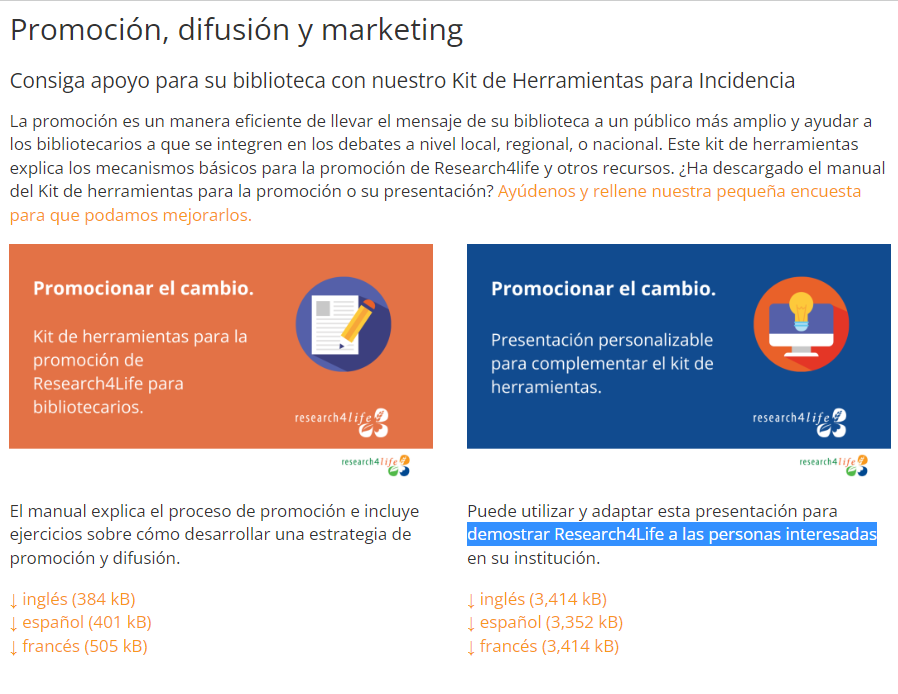 Promoción, difusión y marketing
Consiga apoyo para su biblioteca con nuestro Kit de Herramientas para Incidencia
La promoción es un manera eficiente de llevar el mensaje de su biblioteca a un público más amplio y ayudar a
los bibliotecarios a que se integren en los debates a nivel local, regional, o nacional. Este kit de herramientas
explica los mecanismos básicos para la promoción de Research4life y otros recursos. ¿Ha descargado el manual
del Kit de herramientas para la promoción o su presentación? Ayúdenos y rellene nuestra pequeña encuesta
para que podamos mejorarlos.
Promocionar el cambio.
Kit de herramientas para la
promoción de
Research4Life para
bibliotecarios.
research4life
research4life
El manual explica el proceso de promoción e incluye
ejercicios sobre cómo desarrollar una estrategia de
promoción y difusión.
↓ inglés (384 kB)
↓ español (401 kB)
↓ francés (505 kB)
Promocionar el cambio.
Presentación personalizable
para complementar el kit de
herramientas.
research4life
research4life
Puede utilizar y adaptar esta presentación para
demostrar Research4Life a las personas interesadas
en su institución.
↓ inglés (3,414 kB)
↓ español (3,352 kB)
↓ francés (3,414 kB)